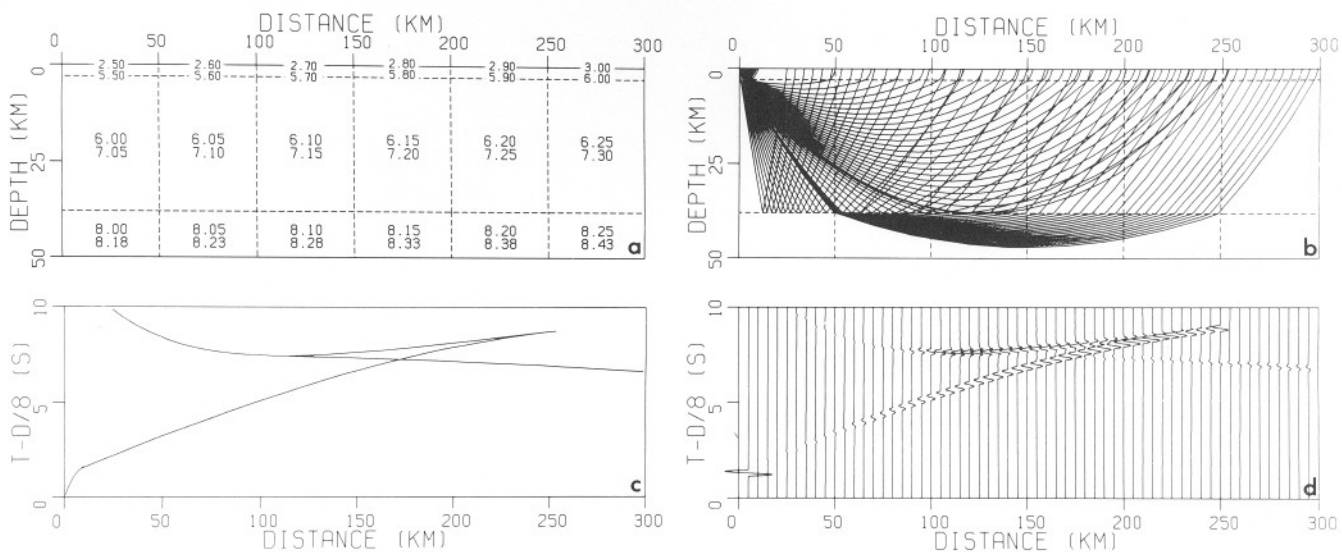 DISTANCE (KM)
0 50 100 150 200 250 300
DEPTH (KM)
0
25
50
2.50 2.60 2.70 2.80 2.90 3.00
5.50 5.60 5.70 5.80 5.90 6.00
6.00 6.05 6.10 6.15 6.20 6.25
7.05 7.10 7.15 7.20 7.25 7.30
8.00 8.05 8.10 8.15 8.20 8.25
8.18 8.23 8.28 8.33 8.38 8.43
a
DISTANCE (KM)
0 50 100 150 200 250 300
DEPTH (KM)
0
25
50
b
T-D/8 (S)
10
5
0
c
0 50 100 150 200 250 300
DISTANCE (KM)
T-D/8 (S)
10
5
0
d
0 50 100 150 200 250 300
DISTANCE (KM)